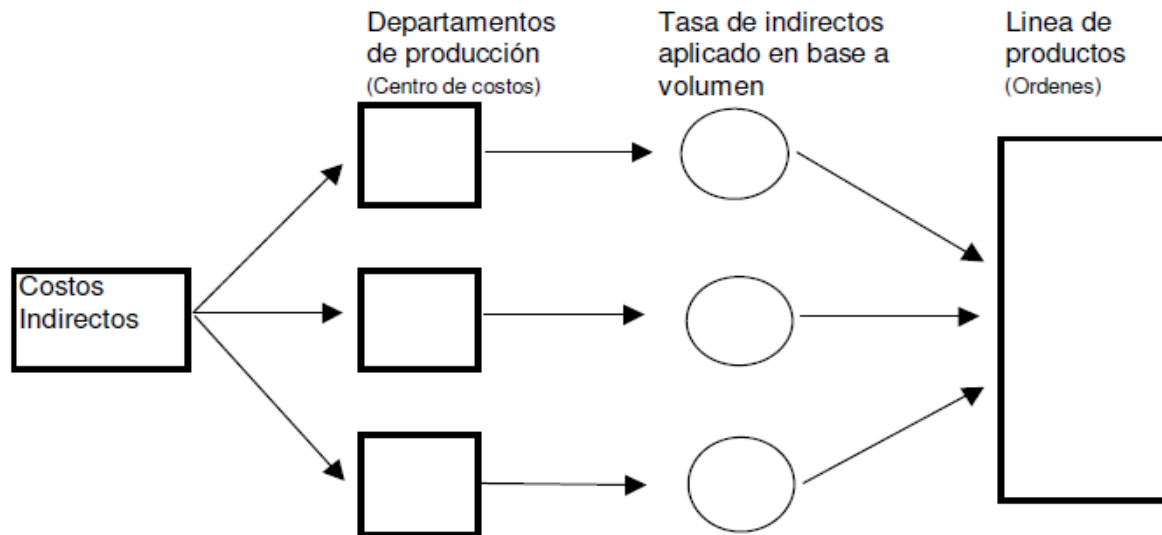 Departamentos
de producción
(Centro de costos)
Tasa de indirectos
aplicado en base a
volumen
Linea de
productos
(Ordenes)
Costos
Indirectos